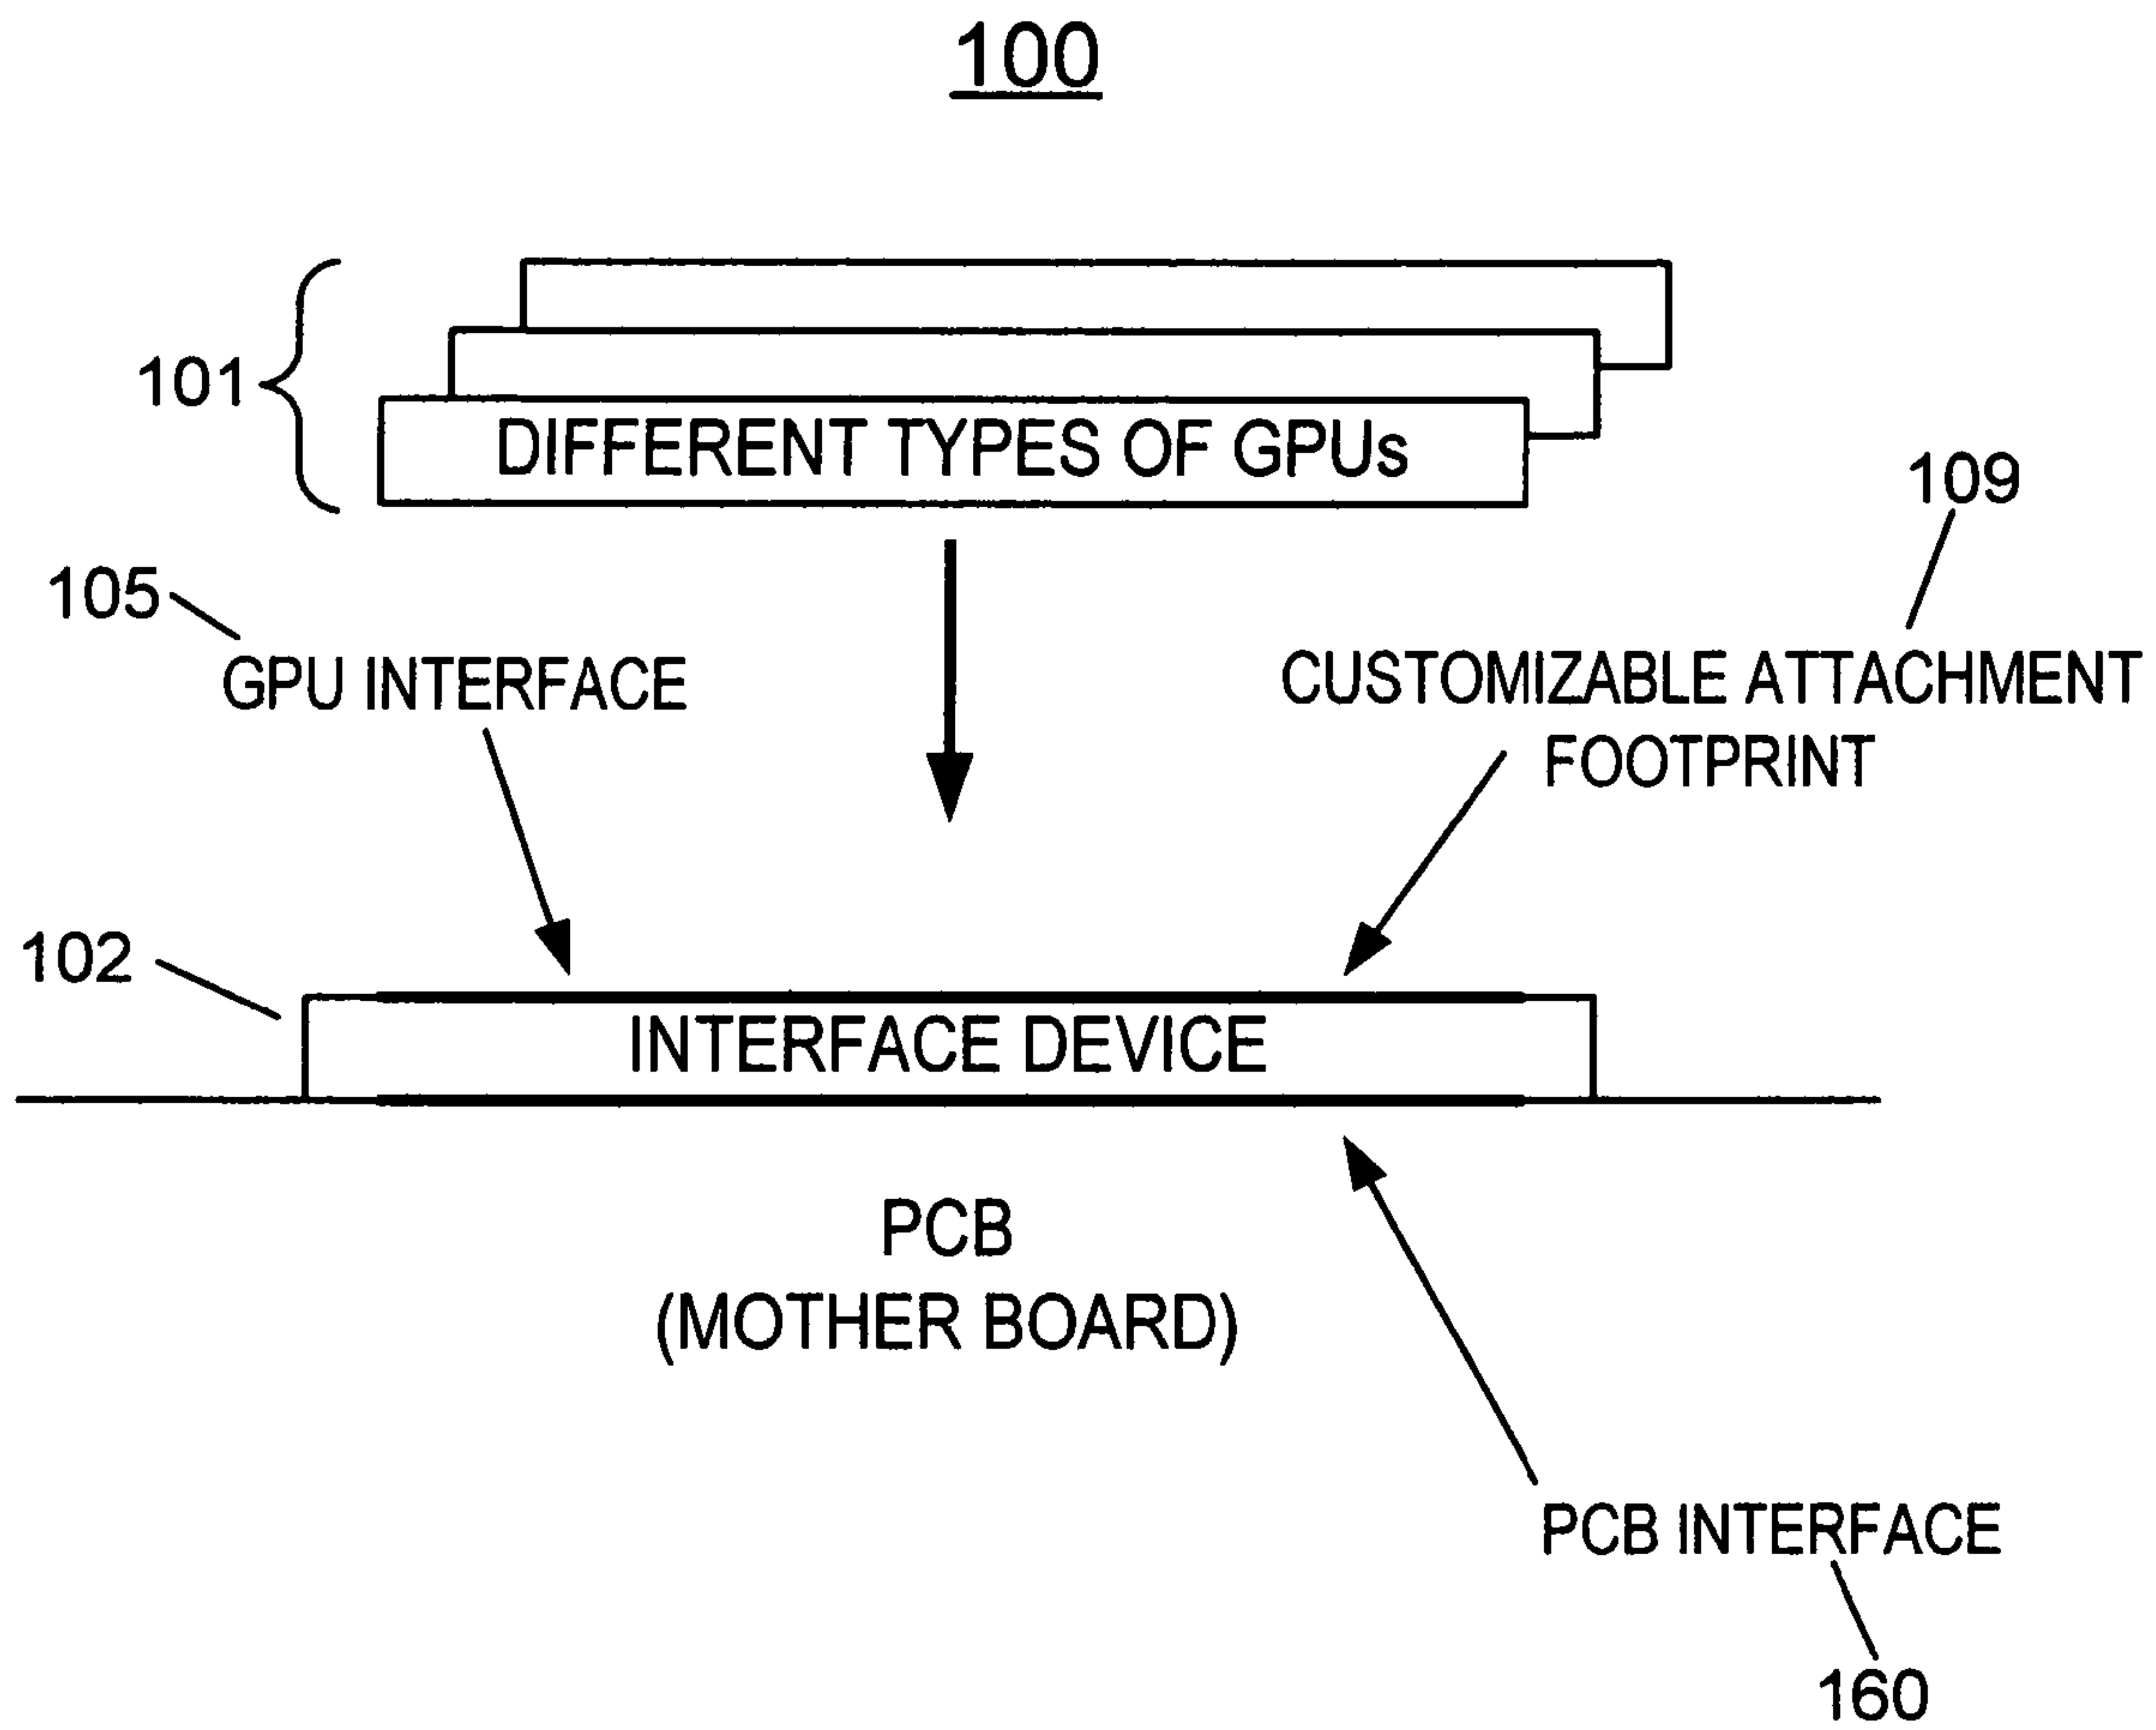 100
101
DIFFERENT TYPES OF GPUs
109
105
GPU INTERFACE
CUSTOMIZABLE ATTACHMENT
FOOTPRINT
102
INTERFACE DEVICE
PCB
(MOTHER BOARD)
PCB INTERFACE
160